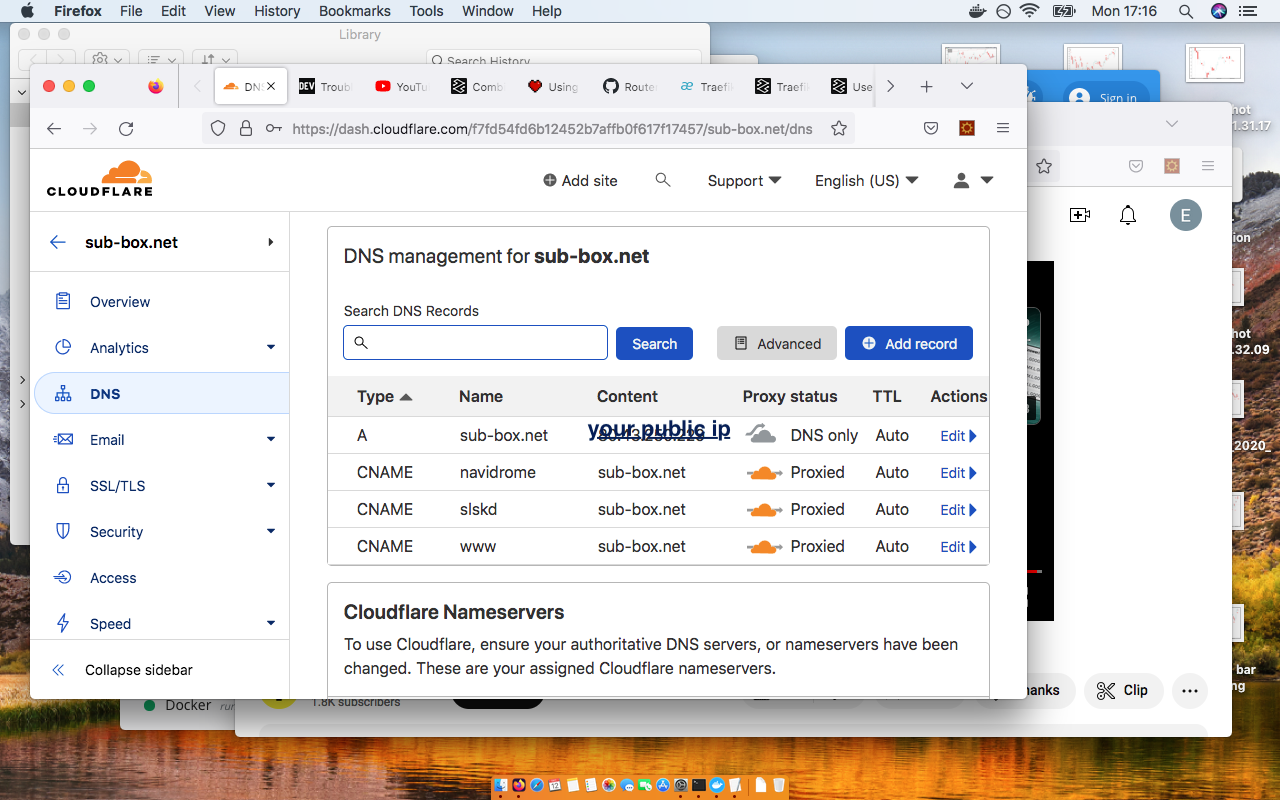 Firefox File Edit View History Bookmarks Tools Window Help Mon 17:16
Library
Search History
DNS Troubl YouTu Combi Using Router Traefi Traefik Use
Sign in
https://dash.cloudflare.com/f7fd54fd6b12452b7affb0f617f17457/sub-box.net/dns
CLOUDFLARE
Add site Support English (US)
sub-box.net
Overview
Analytics
DNS
Email
SSL/TLS
Security
Access
Speed
Collapse sidebar
DNS management for sub-box.net
Search DNS Records
Search Advanced Add record
Type Name Content Proxy status TTL Actions
A sub-box.net your public ip DNS only Auto Edit
CNAME navidrome sub-box.net Proxied Auto Edit
CNAME slskd sub-box.net Proxied Auto Edit
CNAME www sub-box.net Proxied Auto Edit
Cloudflare Nameservers
To use Cloudflare, ensure your authoritative DNS servers, or nameservers have been
changed. These are your assigned Cloudflare nameservers.
hot
1.31.17
E
ion
hot
.32.09
_2020_
bar
ng
Docker run
1.8K subscribers
hanks Clip